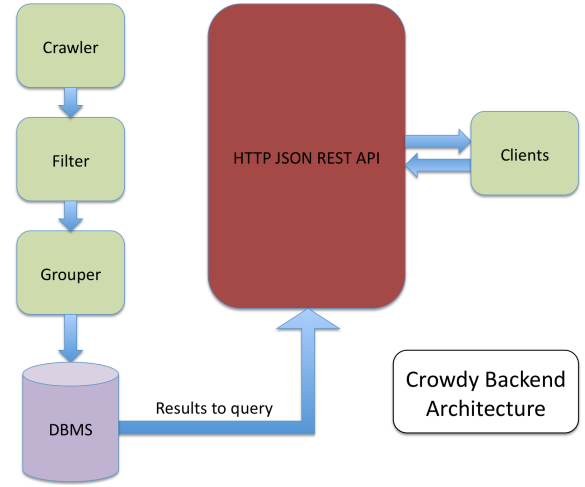 Crawler
Filter
Grouper
DBMS
Results to query
HTTP JSON REST API
Clients
Crowdy Backend
Architecture